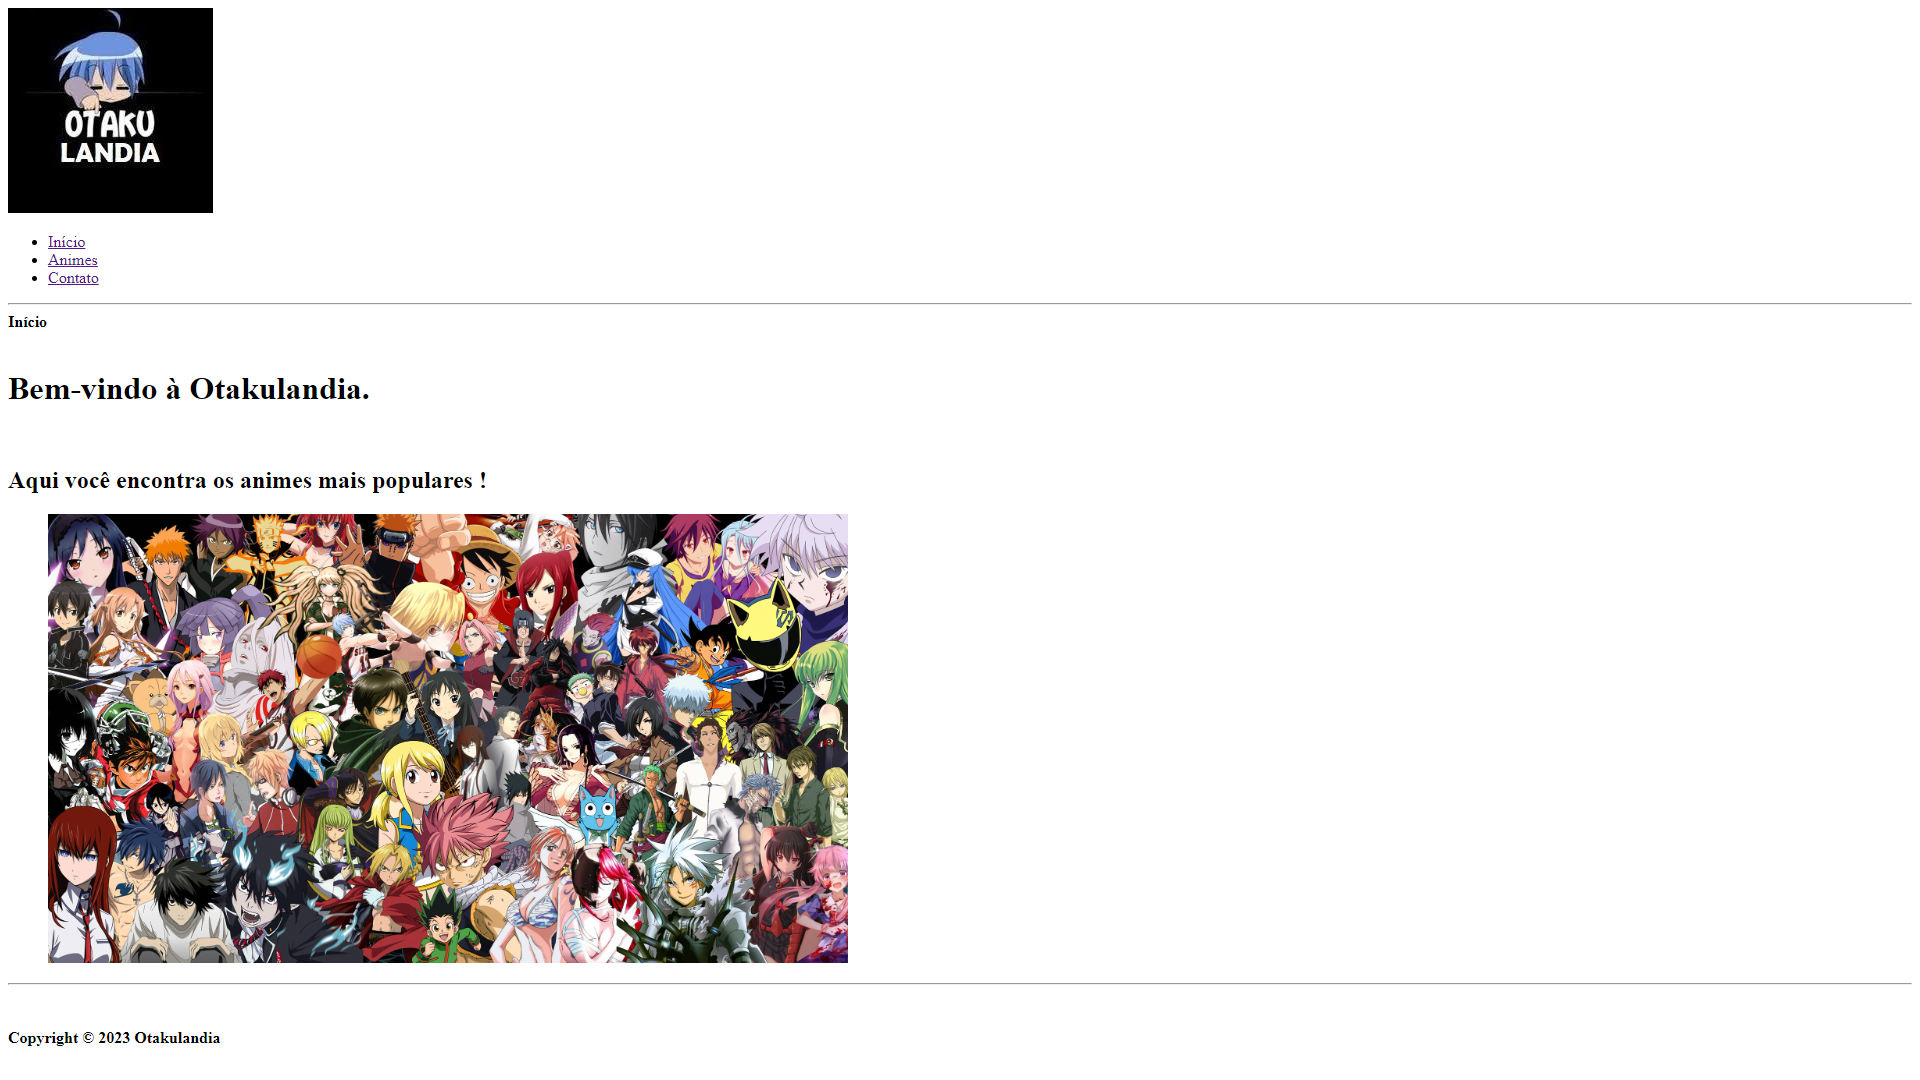 OTAKU
LANDIA
Início
Animes
Contato
Início
Bem-vindo à Otakulandia.
Aqui você encontra os animes mais populares !
Copyright © 2023 Otakulandia